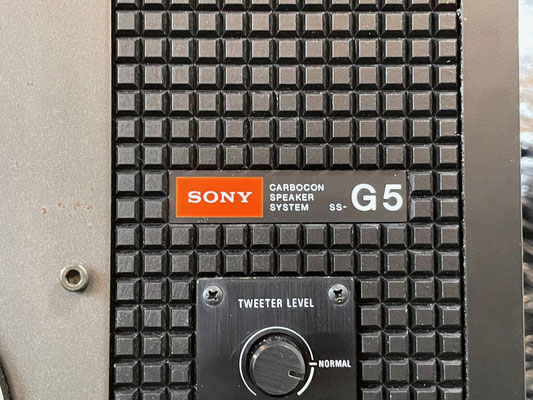 SONY
CARBOCON
SPEAKER
SYSTEM SS-G5
TWEETER LEVEL
NORMAL